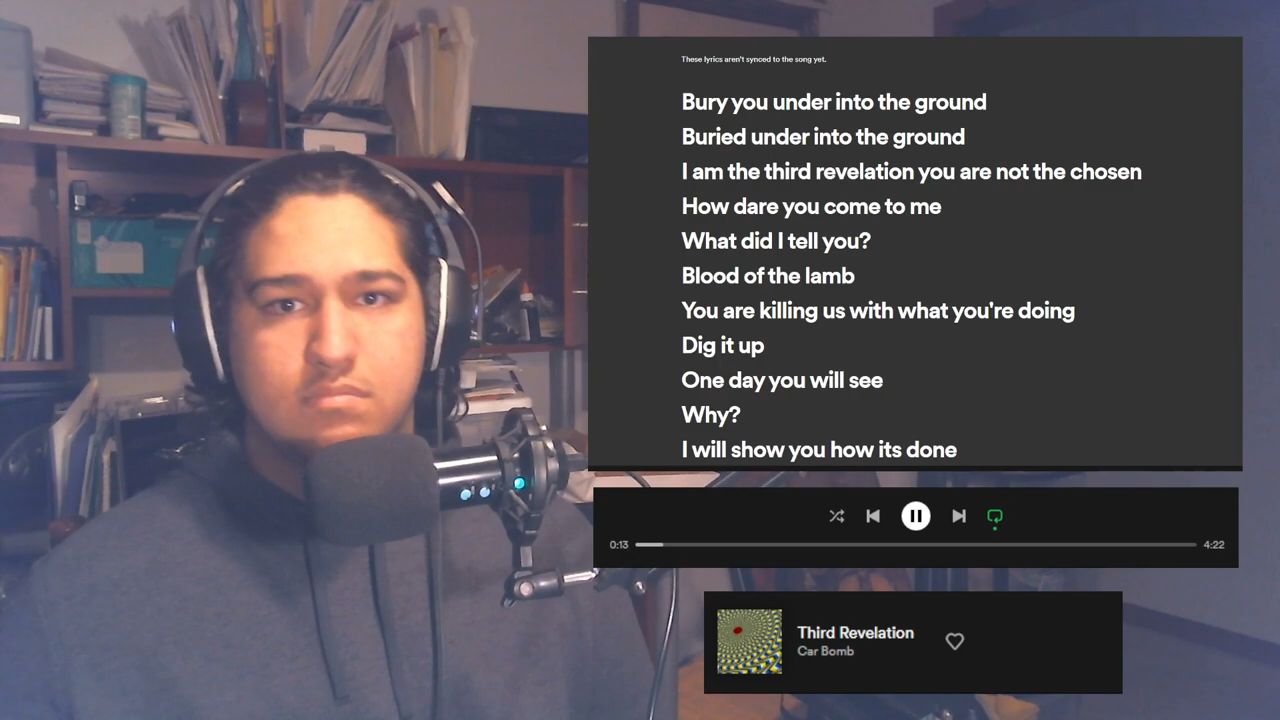 These lyrics aren't synced to the song yet.
Bury you under into the ground
Buried under into the ground
I am the third revelation you are not the chosen
How dare you come to me
What did I tell you?
Blood of the lamb
You are killing us with what you're doing
Dig it up
One day you will see
Why?
I will show you how its done
0:13
4:22
Third Revelation
Car Bomb